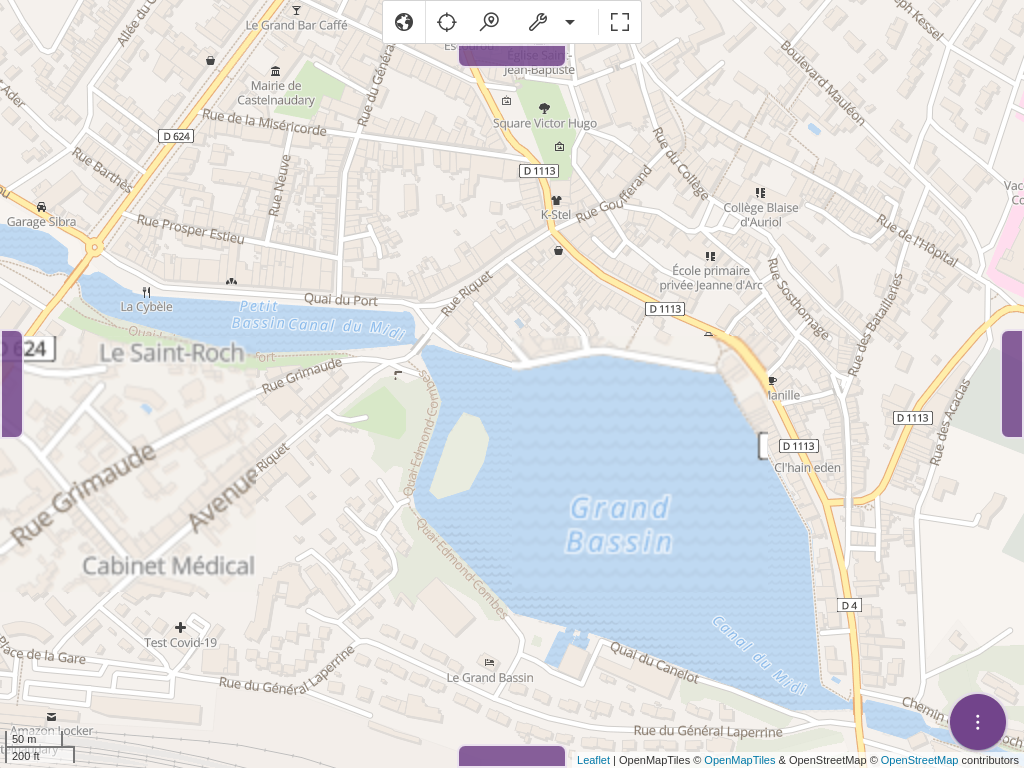 Le Grand Bar Caffé
Allée du C
Rue du Généra
Église Saint-
Jean-Baptiste
Boulevard Mauléon
ph Kessel
Mairie de
Castelnaudary
Ader
Rue de la Miséricorde
D 624
Square Victor Hugo
Rue du Collège
D 1113
Rue Barthès
Rue Neuve
Rue Goufferand
K-Stel
Collège Blaise
d'Auriol
Garage Sibra
Rue Prosper Estieu
Rue de l'Hôpital
École primaire
privée Jeanne d'Arc
Rue Sosthomage
Rue des Batailleries
La Cybèle
Quai du Port
Rue Riquet
Petit
Bassin
Canal du Midi
D 1113
D 624
Le Saint-Roch
Rue Grimaude
Quai Edmond Combes
D 1113
Rue des Acacias
D 1113
Cl'hain eden
Rue Grimaude
Avenue
Riquet
Grand
Bassin
Quai Edmond Combes
Cabinet Médical
D 4
Test Covid-19
Place de la Gare
Rue du Général Laperrine
Le Grand Bassin
Quai du Canelot
Canal du Midi
Rue du Général Laperrine
Chemin
Amazon Locker
50 m
200 ft
Leaflet | OpenMapTiles © OpenMapTiles & OpenStreetMap © OpenStreetMap contributors